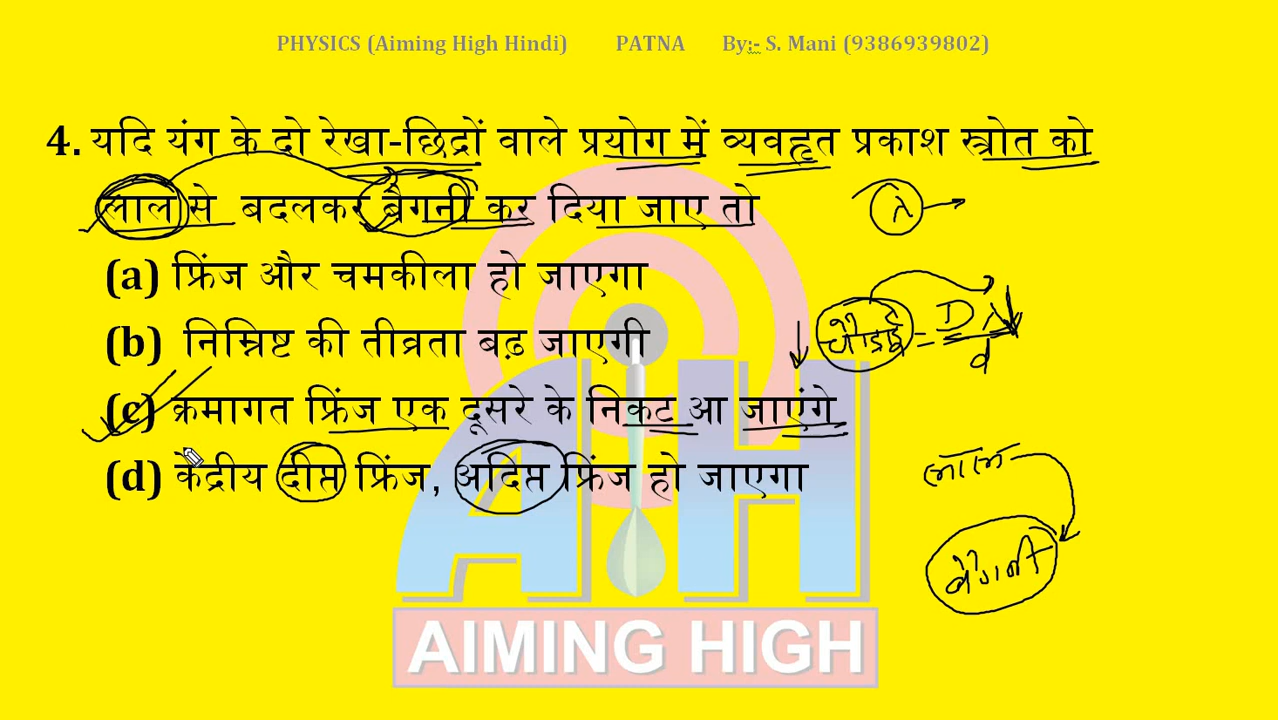 PHYSICS (Aiming High Hindi) PATNA By:- S. Mani (9386939802)
4. यदि यंग के दो रेखा-छिद्रों वाले प्रयोग में व्यवहृत प्रकाश स्त्रोत को
लाल से बदलकर बैगनी कर दिया जाए तो
λ
(a) फ्रिंज और चमकीला हो जाएगा
(b) निम्निष्ट की तीव्रता बढ़ जाएगी
चौड़ाई = Dλ
d
(c) क्रमागत फ्रिंज एक दूसरे के निकट आ जाएंगे
(d) केंद्रीय दीप्त फ्रिंज, अदिप्त फ्रिंज हो जाएगा
लाल
बैगनी
AH
AIMING HIGH